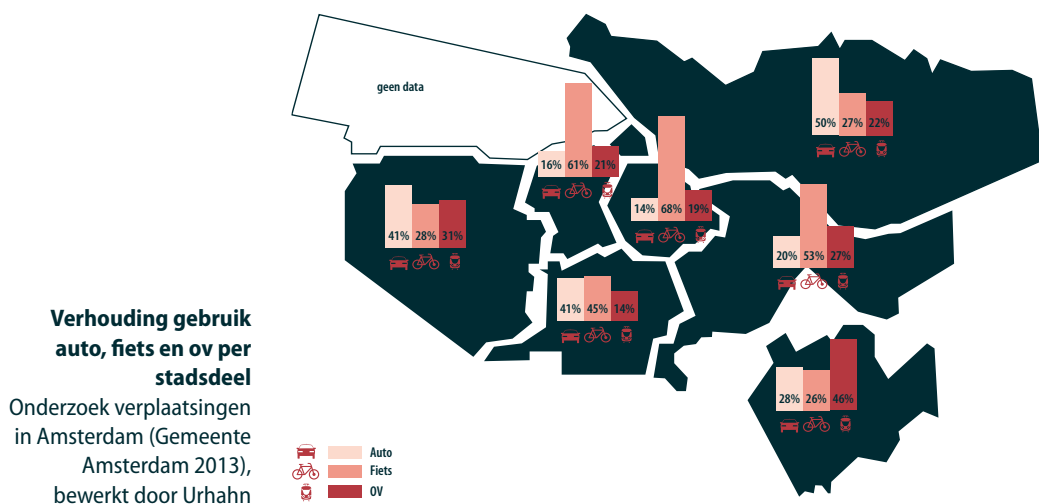 geen data
50% 27% 22%
16% 61% 21%
14% 68% 19%
41% 28% 31%
20% 53% 27%
41% 45% 14%
28% 26% 46%
Verhouding gebruik
auto, fiets en ov per
stadsdeel
Onderzoek verplaatsingen
in Amsterdam (Gemeente
Amsterdam 2013),
bewerkt door Urhahn
Auto
Fiets
OV